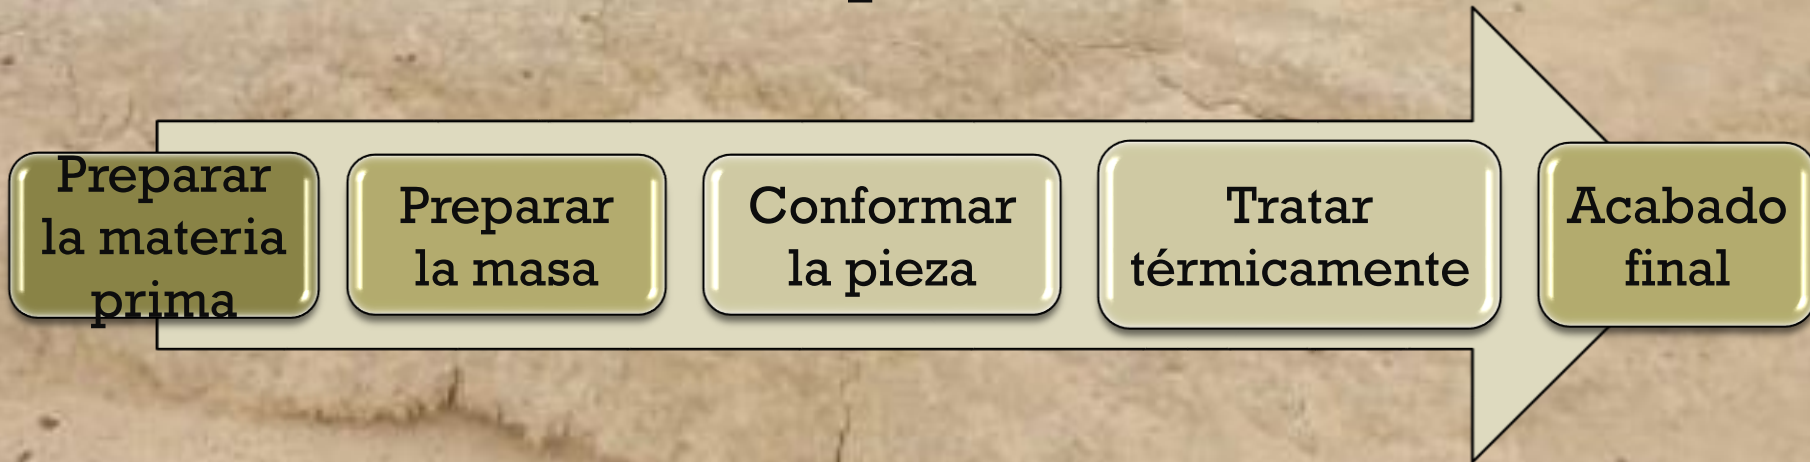 Preparar
la materia
prima
Preparar
la masa
Conformar
la pieza
Tratar
térmicamente
Acabado
final